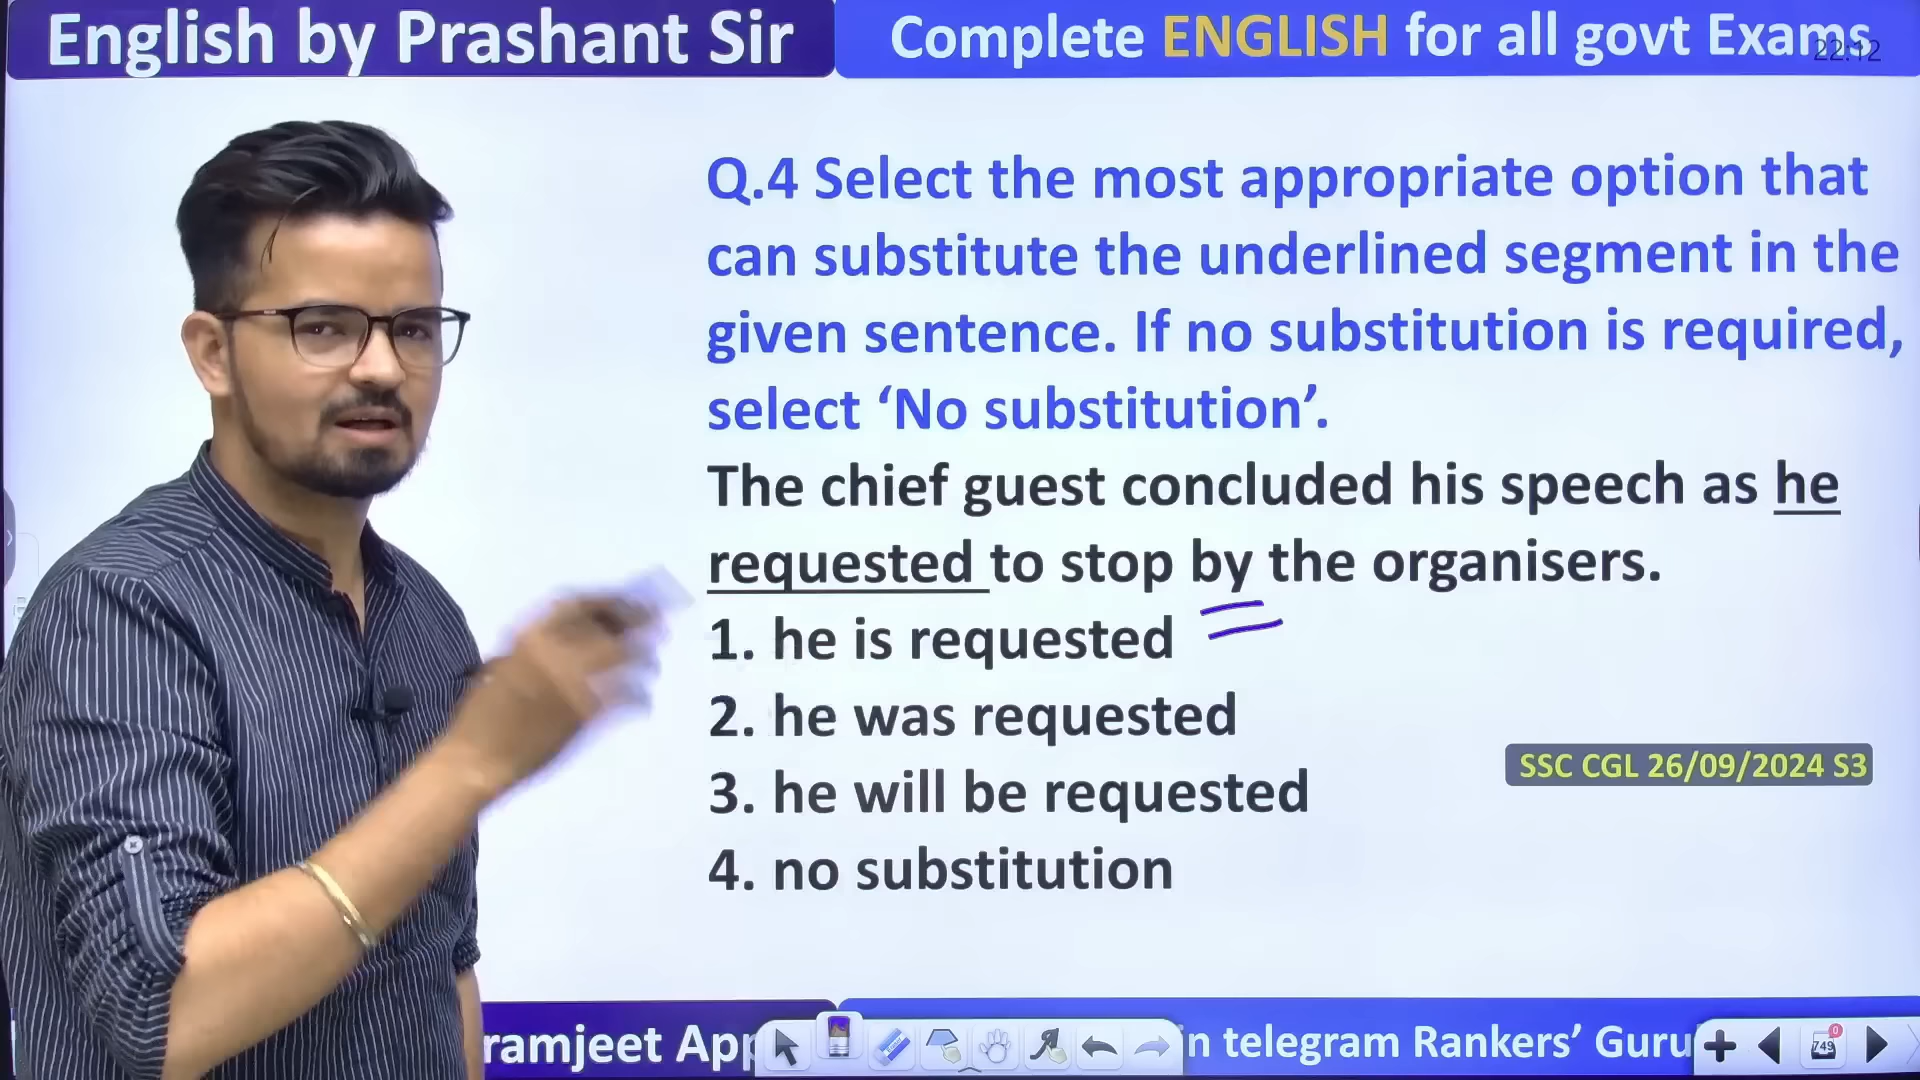 English by Prashant Sir
Complete ENGLISH for all govt Exams
22:12
Q.4 Select the most appropriate option that
can substitute the underlined segment in the
given sentence. If no substitution is required,
select ‘No substitution’.
The chief guest concluded his speech as he
requested to stop by the organisers.
1. he is requested
2. he was requested
3. he will be requested
4. no substitution
SSC CGL 26/09/2024 S3
ramjeet App
in telegram Rankers’ Guru
749
0